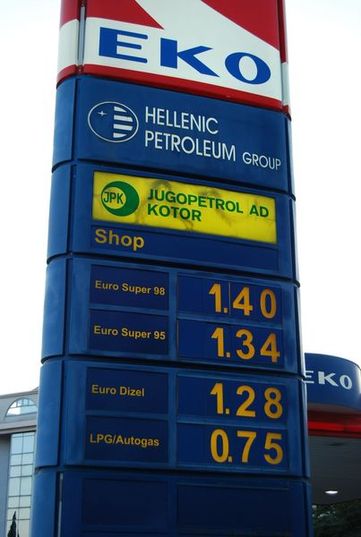 EKO
HELLENIC
PETROLEUM GROUP
JPK
JUGOPETROL AD
KOTOR
Shop
Euro Super 98 1.40
Euro Super 95 1.34
Euro Dizel 1.28
LPG/Autogas 0.75
EKO